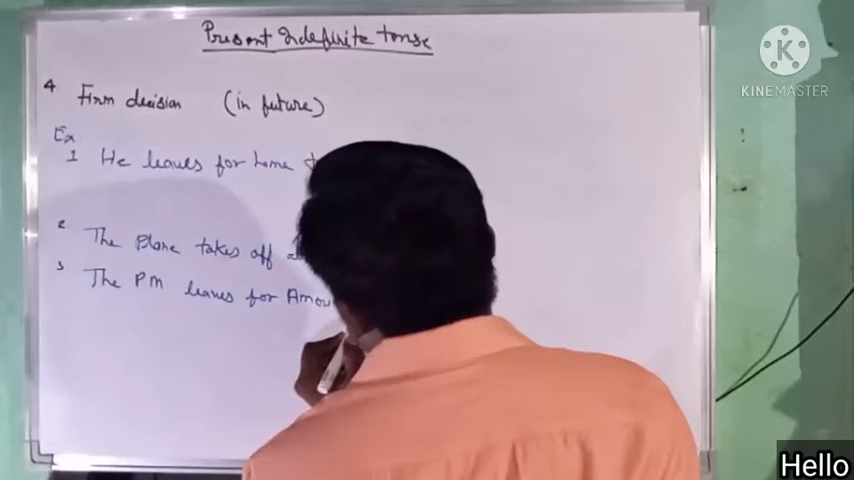 Present Indefinite tense
4. Firm decision (in future)
Ex
1 He leaves for home
2. The Plane takes off
3 The PM leaves for
KINEMASTER
Hello